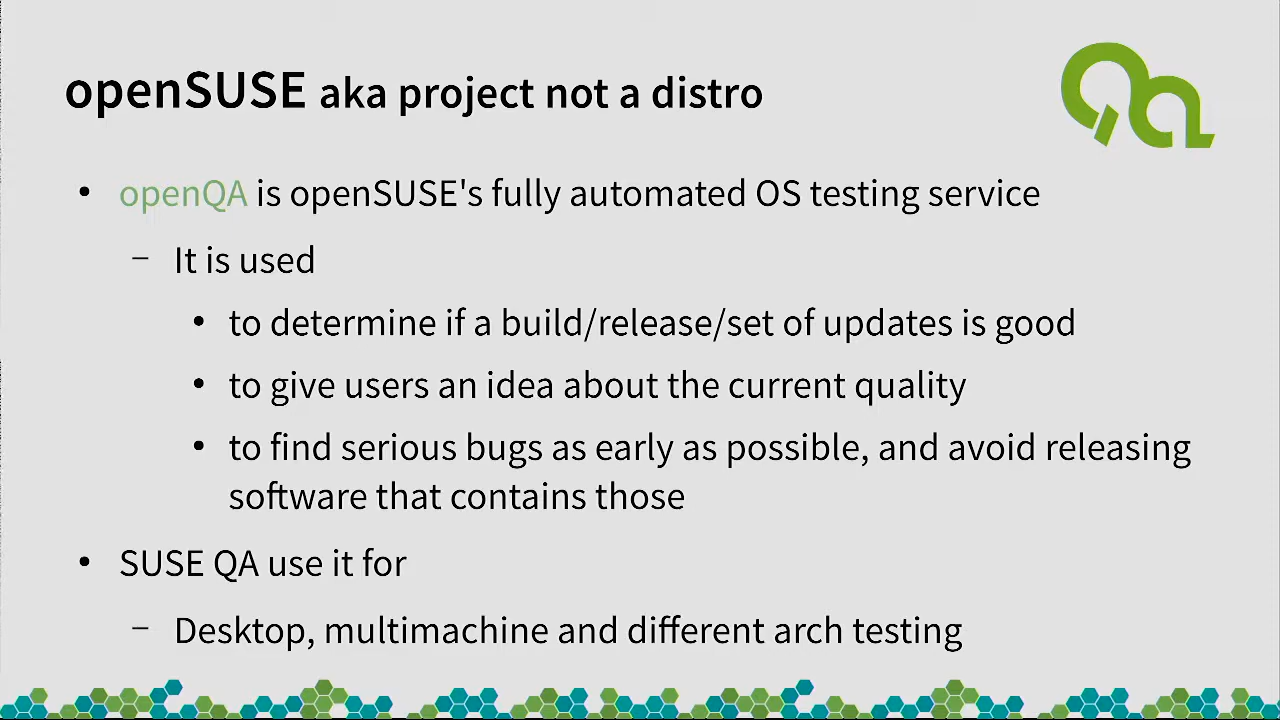 openSUSE aka project not a distro
• openQA is openSUSE's fully automated OS testing service
– It is used
• to determine if a build/release/set of updates is good
• to give users an idea about the current quality
• to find serious bugs as early as possible, and avoid releasing
software that contains those
• SUSE QA use it for
– Desktop, multimachine and different arch testing